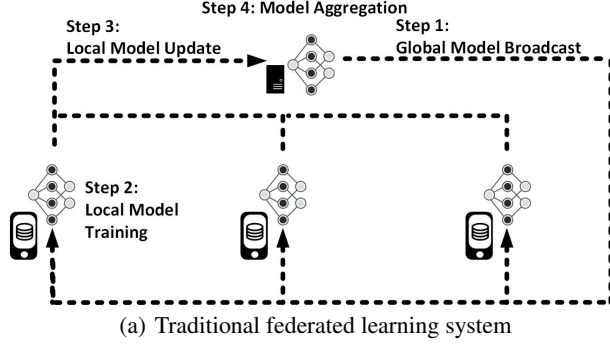 Step 4: Model Aggregation
Step 3:
Local Model Update
Step 1:
Global Model Broadcast
Step 2:
Local Model
Training
(a) Traditional federated learning system